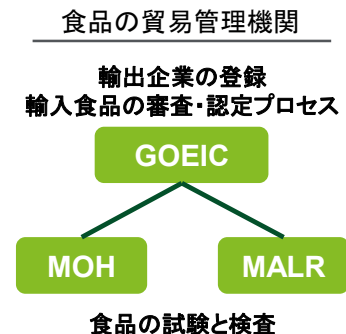 食品の貿易管理機関
輸出企業の登録
輸入食品の審査・認定プロセス
GOEIC
MOH MALR
食品の試験と検査